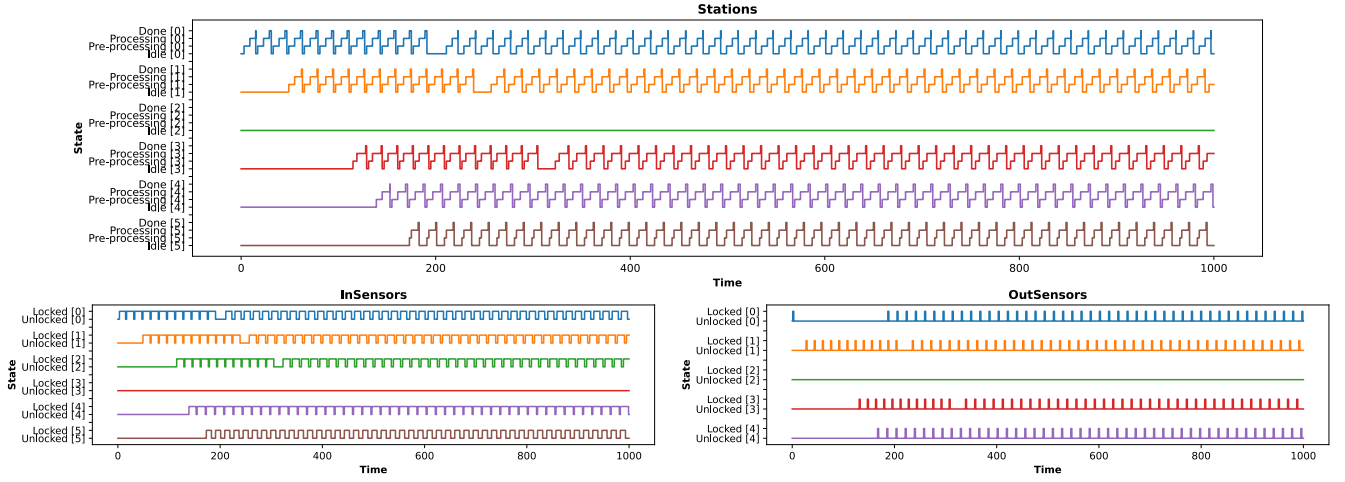 Stations
Done [0]
Processing [0]
Pre-processing [0]
Idle [0]
Done [1]
Processing [1]
Pre-processing [1]
Idle [1]
Done [2]
Processing [2]
Pre-processing [2]
Idle [2]
Done [3]
Processing [3]
Pre-processing [3]
Idle [3]
Done [4]
Processing [4]
Pre-processing [4]
Idle [4]
Done [5]
Processing [5]
Pre-processing [5]
Idle [5]
State
0 200 400 600 800 1000
Time
InSensors
Locked [0]
Unlocked [0]
Locked [1]
Unlocked [1]
Locked [2]
Unlocked [2]
Locked [3]
Unlocked [3]
Locked [4]
Unlocked [4]
Locked [5]
Unlocked [5]
State
0 200 400 600 800 1000
Time
OutSensors
Locked [0]
Unlocked [0]
Locked [1]
Unlocked [1]
Locked [2]
Unlocked [2]
Locked [3]
Unlocked [3]
Locked [4]
Unlocked [4]
State
0 200 400 600 800 1000
Time